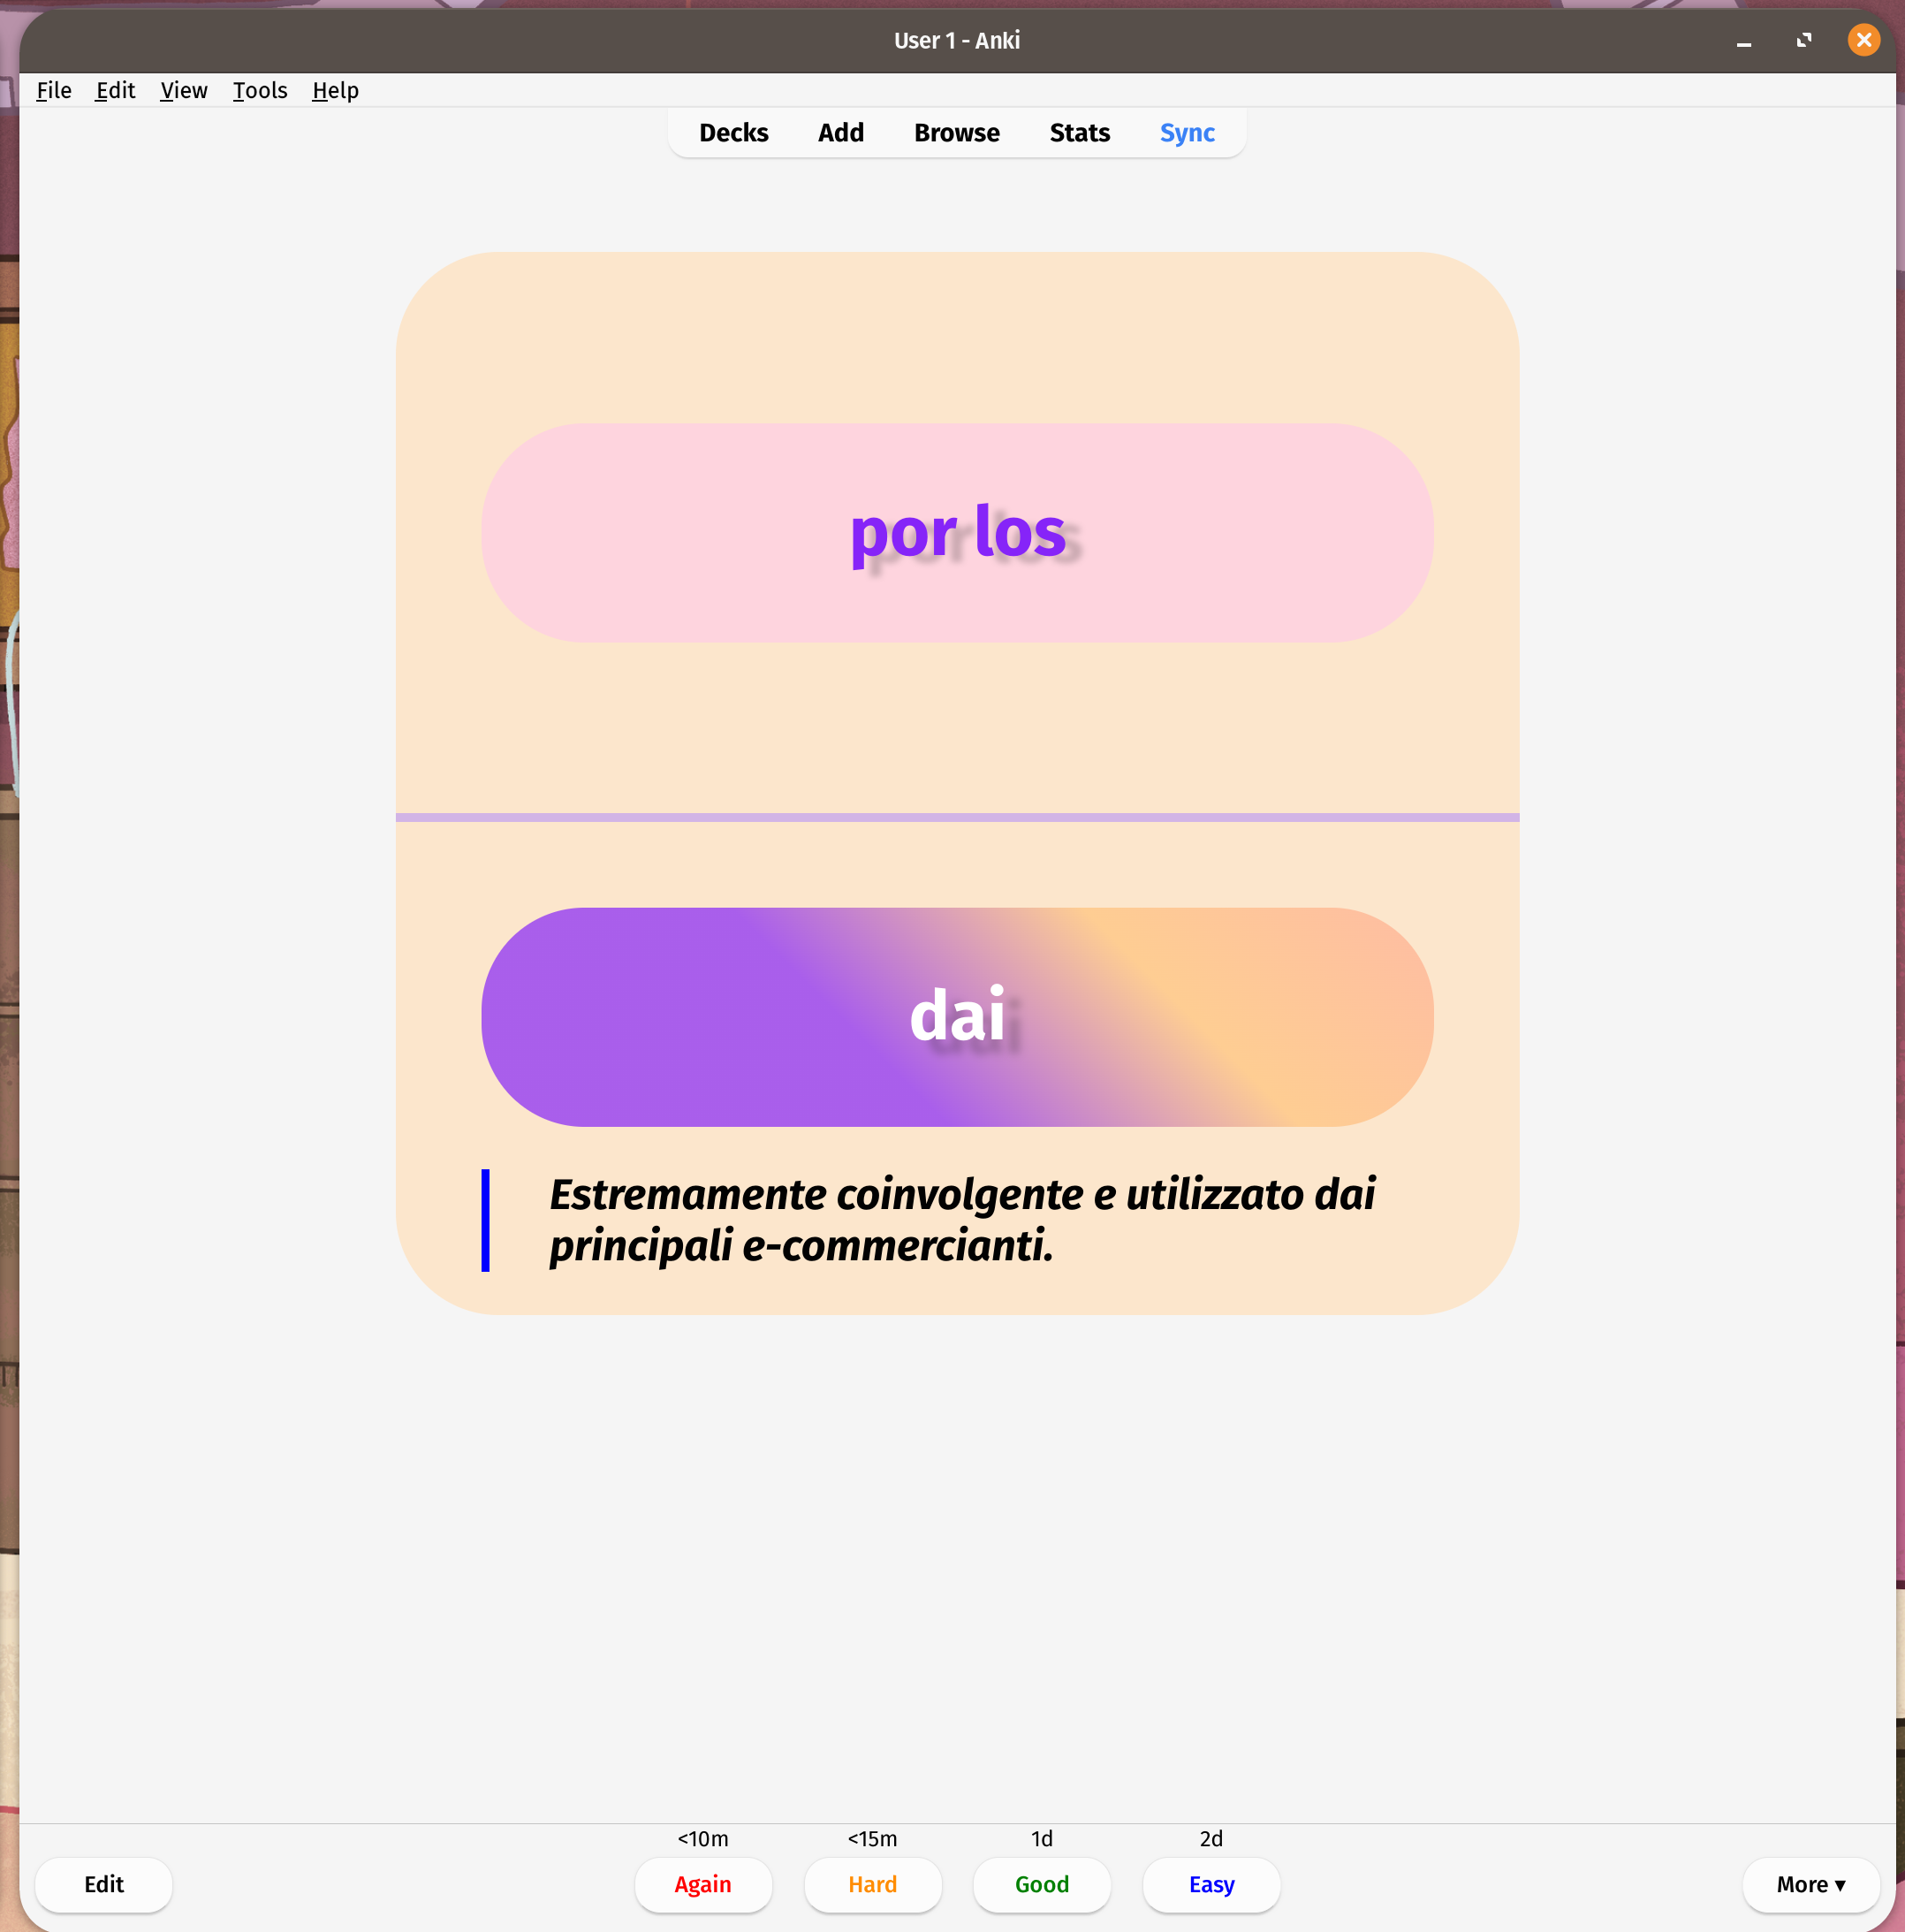 User 1 - Anki
File Edit View Tools Help
Decks Add Browse Stats Sync
por los
dai
Estremamente coinvolgente e utilizzato dai
principali e-commercianti.
<10m <15m 1d 2d
Edit Again Hard Good Easy More ▾